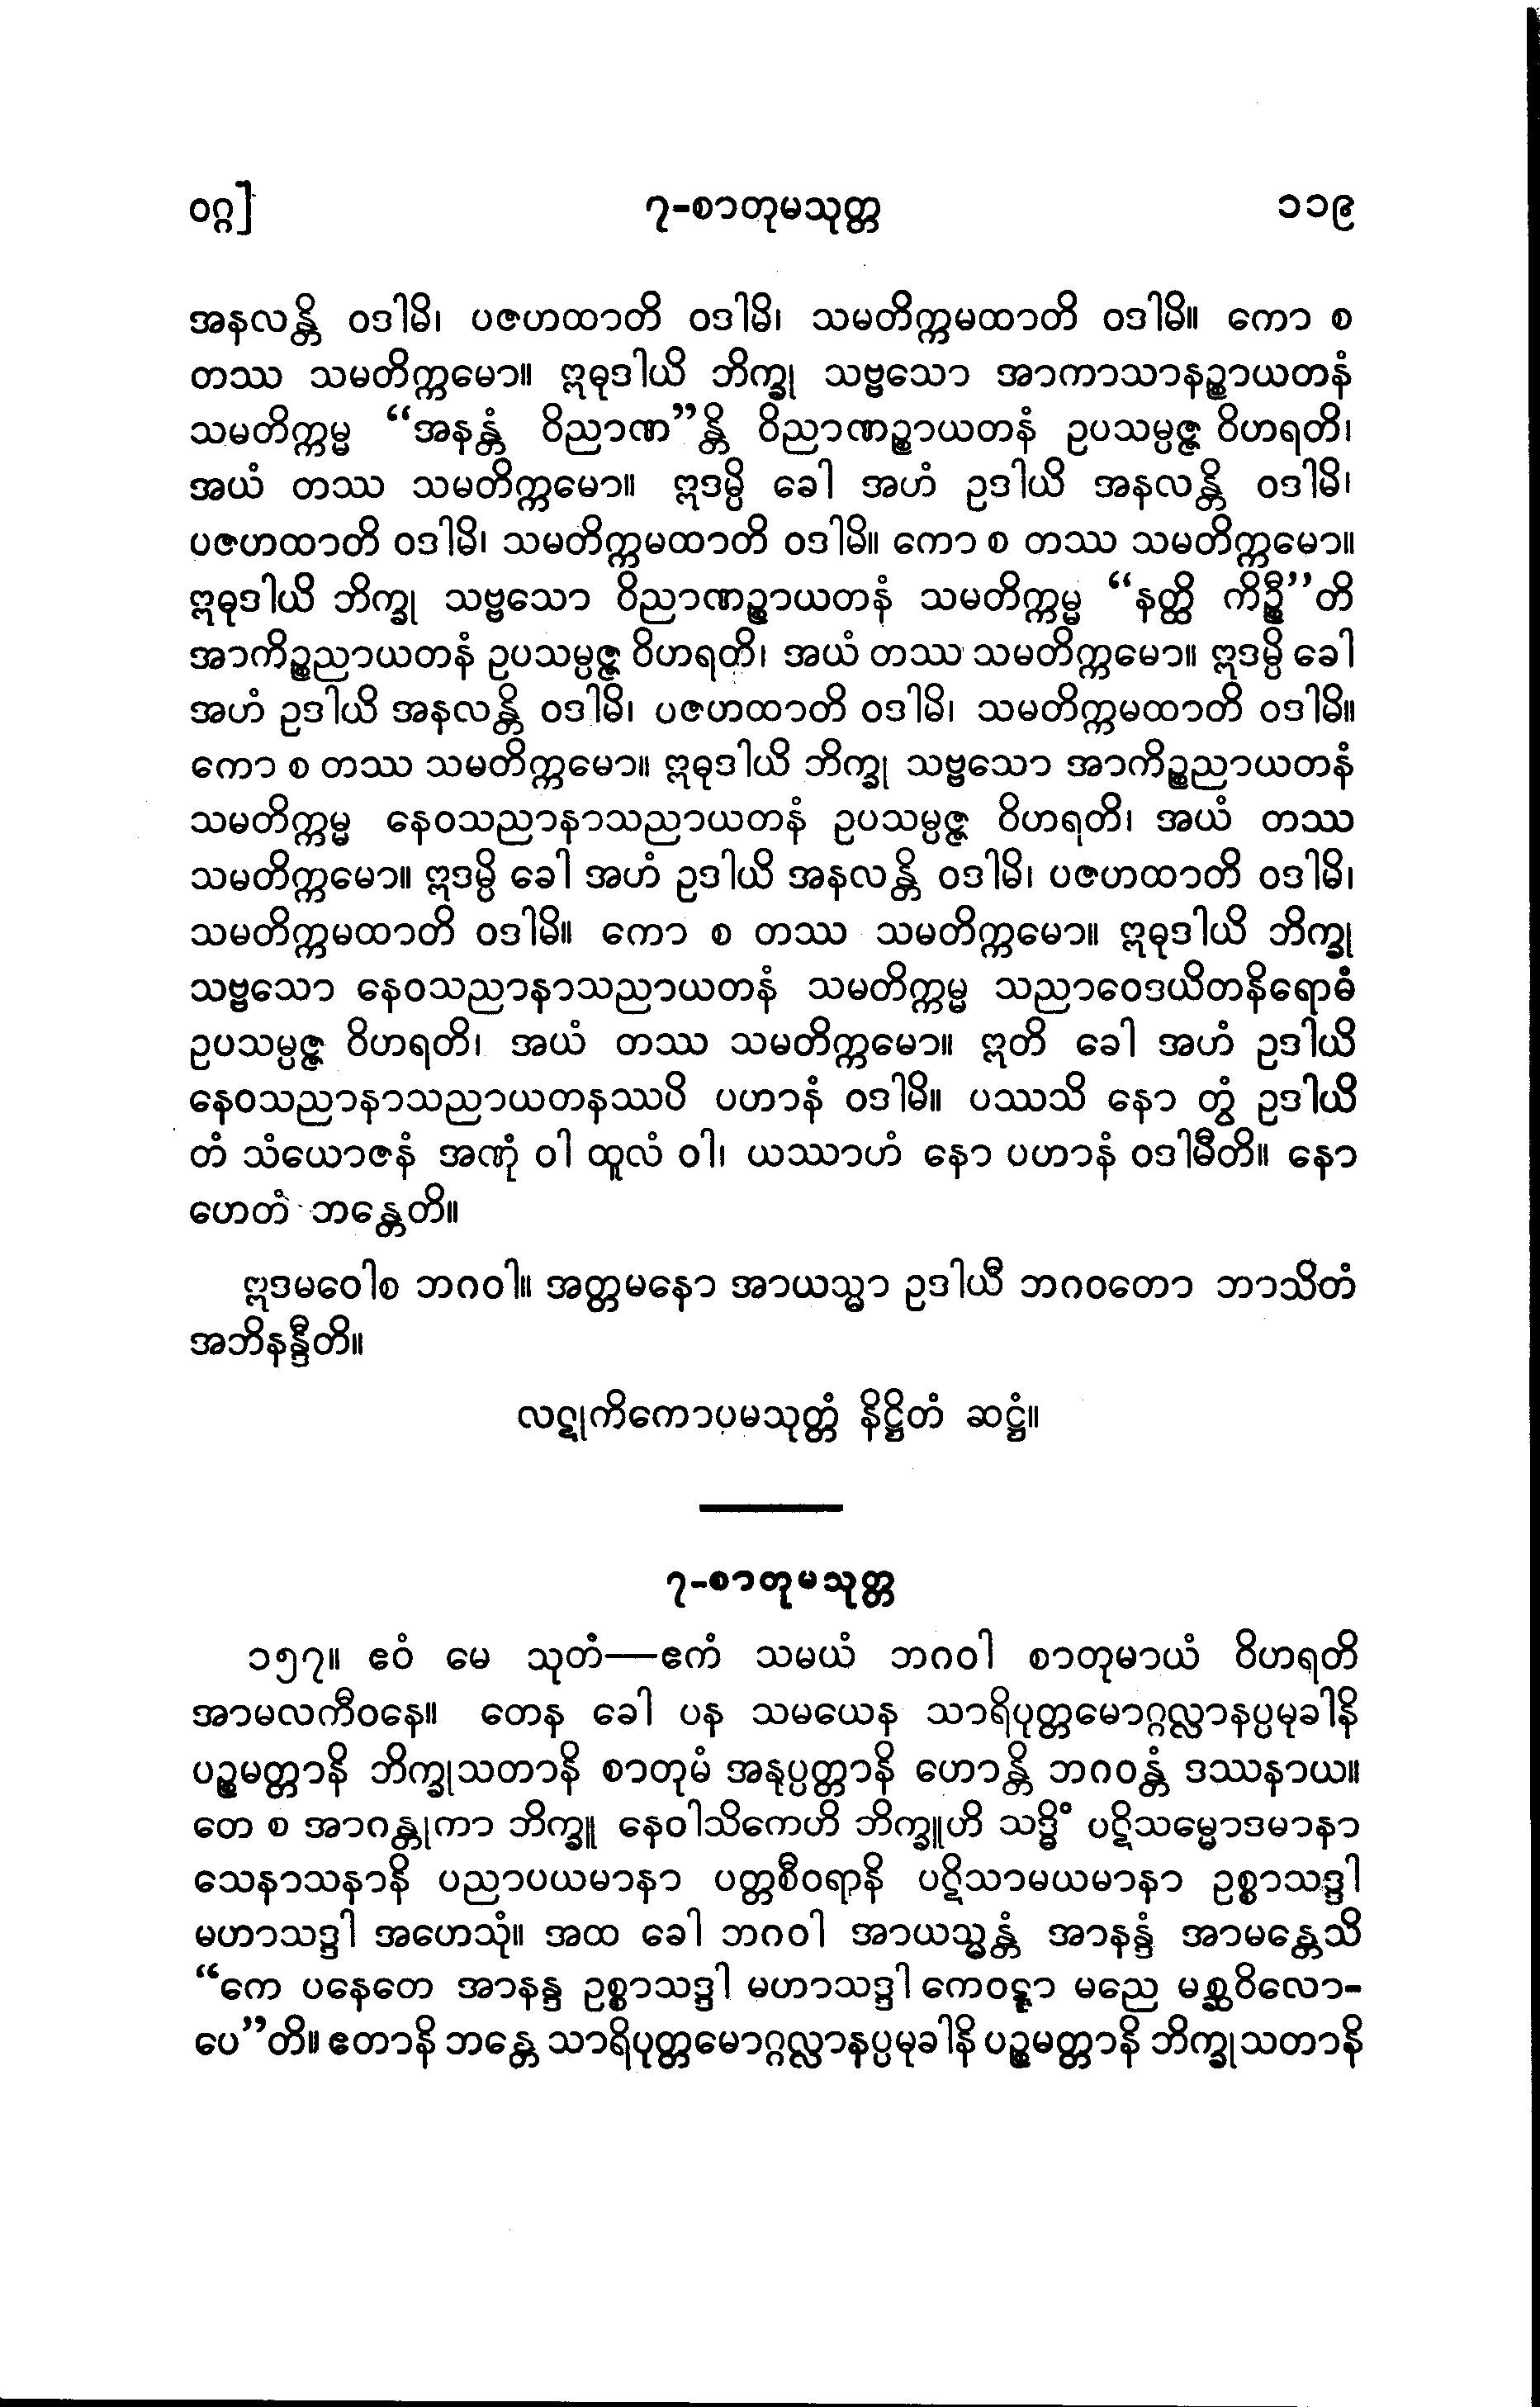 ဝဂ္ဂ] ၇-စာတုမသုတ္တ ၁၁၉
အနလန္တိ ဝဒါမိ၊ ပဇဟထာတိ ဝဒါမိ၊ သမတိက္ကမထာတိ ဝဒါမိ။ ကော စ
တဿ သမတိက္ကမော။ ဣဓုဒါယိ ဘိက္ခု သဗ္ဗသော အာကာသာနဉ္စာယတနံ
သမတိက္ကမ္မ “အနန္တံ ဝိညာဏ”န္တိ ဝိညာဏဉ္စာယတနံ ဥပသမ္ပဇ္ဇ ဝိဟရတိ၊
အယံ တဿ သမတိက္ကမော။ ဣဒမ္ပိ ခေါ အဟံ ဥဒါယိ အနလန္တိ ဝဒါမိ၊
ပဇဟထာတိ ဝဒါမိ၊ သမတိက္ကမထာတိ ဝဒါမိ။ ကော စ တဿ သမတိက္ကမော။
ဣဓုဒါယိ ဘိက္ခု သဗ္ဗသော ဝိညာဏဉ္စာယတနံ သမတိက္ကမ္မ “နတ္ထိ ကိဉ္စီ”တိ
အာကိဉ္စညာယတနံ ဥပသမ္ပဇ္ဇ ဝိဟရတိ၊ အယံ တဿ သမတိက္ကမော။ ဣဒမ္ပိ ခေါ
အဟံ ဥဒါယိ အနလန္တိ ဝဒါမိ၊ ပဇဟထာတိ ဝဒါမိ၊ သမတိက္ကမထာတိ ဝဒါမိ။
ကော စ တဿ သမတိက္ကမော။ ဣဓုဒါယိ ဘိက္ခု သဗ္ဗသော အာကိဉ္စညာယတနံ
သမတိက္ကမ္မ နေဝသညာနာသညာယတနံ ဥပသမ္ပဇ္ဇ ဝိဟရတိ၊ အယံ တဿ
သမတိက္ကမော။ ဣဒမ္ပိ ခေါ အဟံ ဥဒါယိ အနလန္တိ ဝဒါမိ၊ ပဇဟထာတိ ဝဒါမိ၊
သမတိက္ကမထာတိ ဝဒါမိ။ ကော စ တဿ သမတိက္ကမော။ ဣဓုဒါယိ ဘိက္ခု
သဗ္ဗသော နေဝသညာနာသညာယတနံ သမတိက္ကမ္မ သညာဝေဒယိတနိရောဓံ
ဥပသမ္ပဇ္ဇ ဝိဟရတိ၊ အယံ တဿ သမတိက္ကမော။ ဣတိ ခေါ အဟံ ဥဒါယိ
နေဝသညာနာသညာယတနဿပိ ပဟာနံ ဝဒါမိ။ ပဿသိ နော တွံ ဥဒါယိ
တံ သံယောဇနံ အဏုံ ဝါ ထူလံ ဝါ၊ ယဿာဟံ နော ပဟာနံ ဝဒါမီတိ။ နော
ဟေတံ ဘန္တေတိ။
ဣဒမဝေါစ ဘဂဝါ။ အတ္တမနော အာယသ္မာ ဥဒါယီ ဘဂဝတော ဘာသိတံ
အဘိနန္ဒီတိ။
လဋုကိကောပမသုတ္တံ နိဋ္ဌိတံ ဆဋ္ဌံ။
၇-စာတုမသုတ္တ
၁၅၇။ ဧဝံ မေ သုတံ—ဧကံ သမယံ ဘဂဝါ စာတုမာယံ ဝိဟရတိ
အာမလကီဝနေ။ တေန ခေါ ပန သမယေန သာရိပုတ္တမောဂ္ဂလ္လာနပ္ပမုခါနိ
ပဉ္စမတ္တာနိ ဘိက္ခုသတာနိ စာတုမံ အနုပ္ပတ္တာနိ ဟောန္တိ ဘဂဝန္တံ ဒဿနာယ။
တေ စ အာဂန္တုကာ ဘိက္ခူ နေဝါသိကေဟိ ဘိက္ခူဟိ သဒ္ဓိံ ပဋိသမ္မောဒမာနာ
သေနာသနာနိ ပညာပယမာနာ ပတ္တစီဝရာနိ ပဋိသာမယမာနာ ဥစ္စာသဒ္ဒါ
မဟာသဒ္ဒါ အဟေသုံ။ အထ ခေါ ဘဂဝါ အာယသ္မန္တံ အာနန္ဒံ အာမန္တေသိ
“ကေ ပနေတေ အာနန္ဒ ဥစ္စာသဒ္ဒါ မဟာသဒ္ဒါ ကေဝဋ္ဋာ မညေ မစ္ဆဝိလော-
ပေ”တိ။ ဧတာနိ ဘန္တေ သာရိပုတ္တမောဂ္ဂလ္လာနပ္ပမုခါနိ ပဉ္စမတ္တာနိ ဘိက္ခုသတာနိ